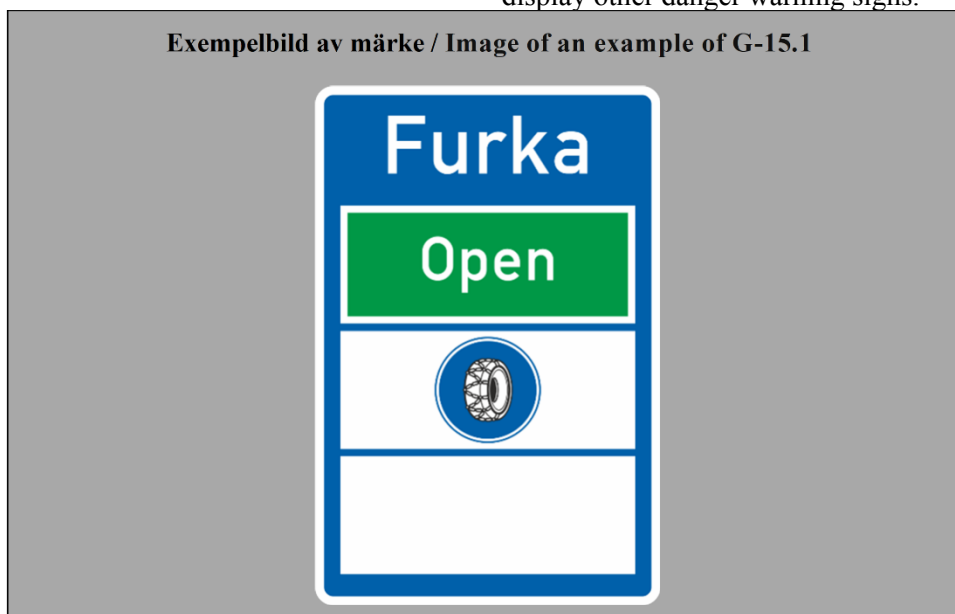 display other danger warning signs.
Exempelbild av märke / Image of an example of G-15.1
Furka
Open